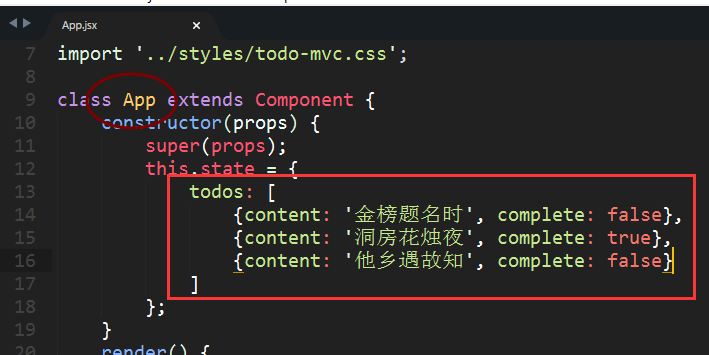 App.jsx ×
7 import '../styles/todo-mvc.css';
8
9 class App extends Component {
10 constructor(props) {
11 super(props);
12 this.state = {
13 todos: [
14 {content: '金榜题名时', complete: false},
15 {content: '洞房花烛夜', complete: true},
16 {content: '他乡遇故知', complete: false}
17 ]
18 };
19 }
20 render() {